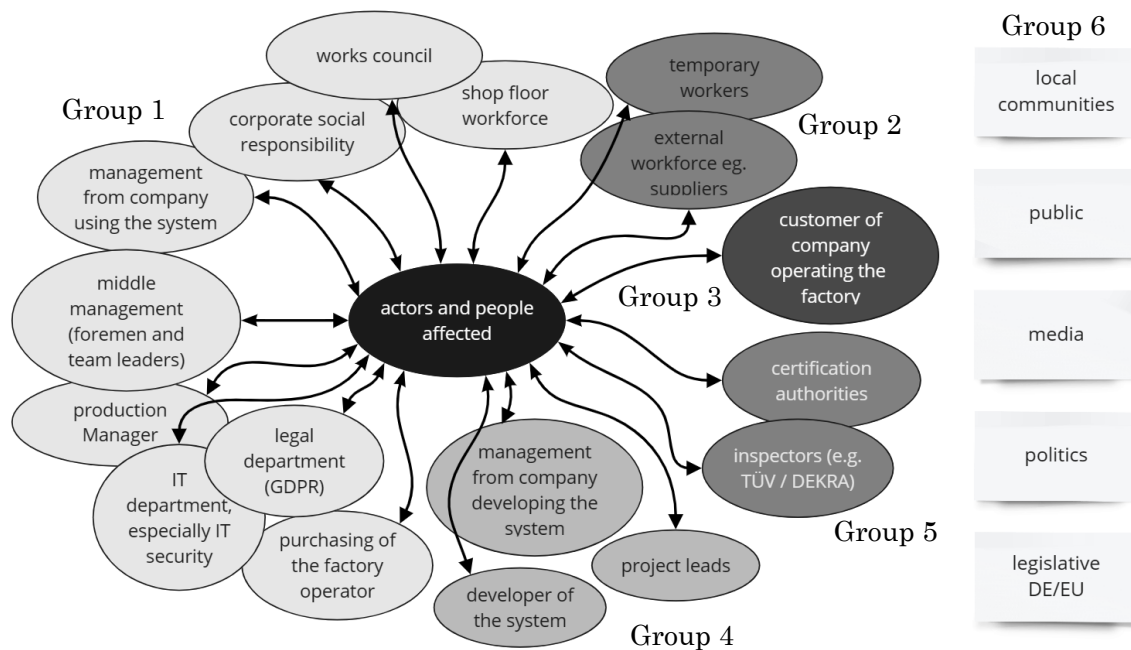 Group 6
works council
temporary
workers
local
communities
Group 1
shop floor
workforce
corporate social
responsibility
Group 2
external
workforce eg.
suppliers
management
from company
using the system
public
customer of
company
operating the
factory
Group 3
middle
management
(foremen and
team leaders)
actors and people
affected
media
certification
authorities
production
Manager
legal
department
(GDPR)
management
from company
developing the
system
inspectors (e.g.
TÜV / DEKRA)
politics
IT
department,
especially IT
security
Group 5
purchasing of
the factory
operator
project leads
legislative
DE/EU
developer of
the system
Group 4